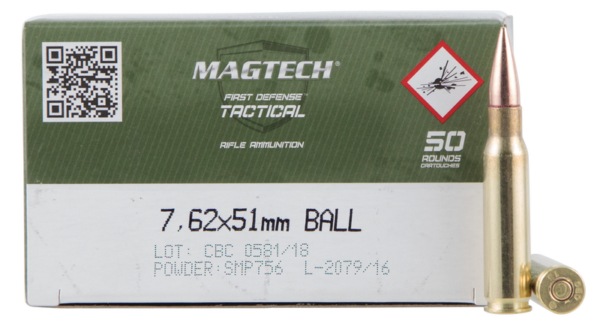 MAGTECH®
FIRST DEFENSE™
TACTICAL
RIFLE AMMUNITION
50
ROUNDS
CARTOUCHES
7,62x51mm BALL
LOT: CBC 0581/18
POWDER:SMP756 L-2079/16